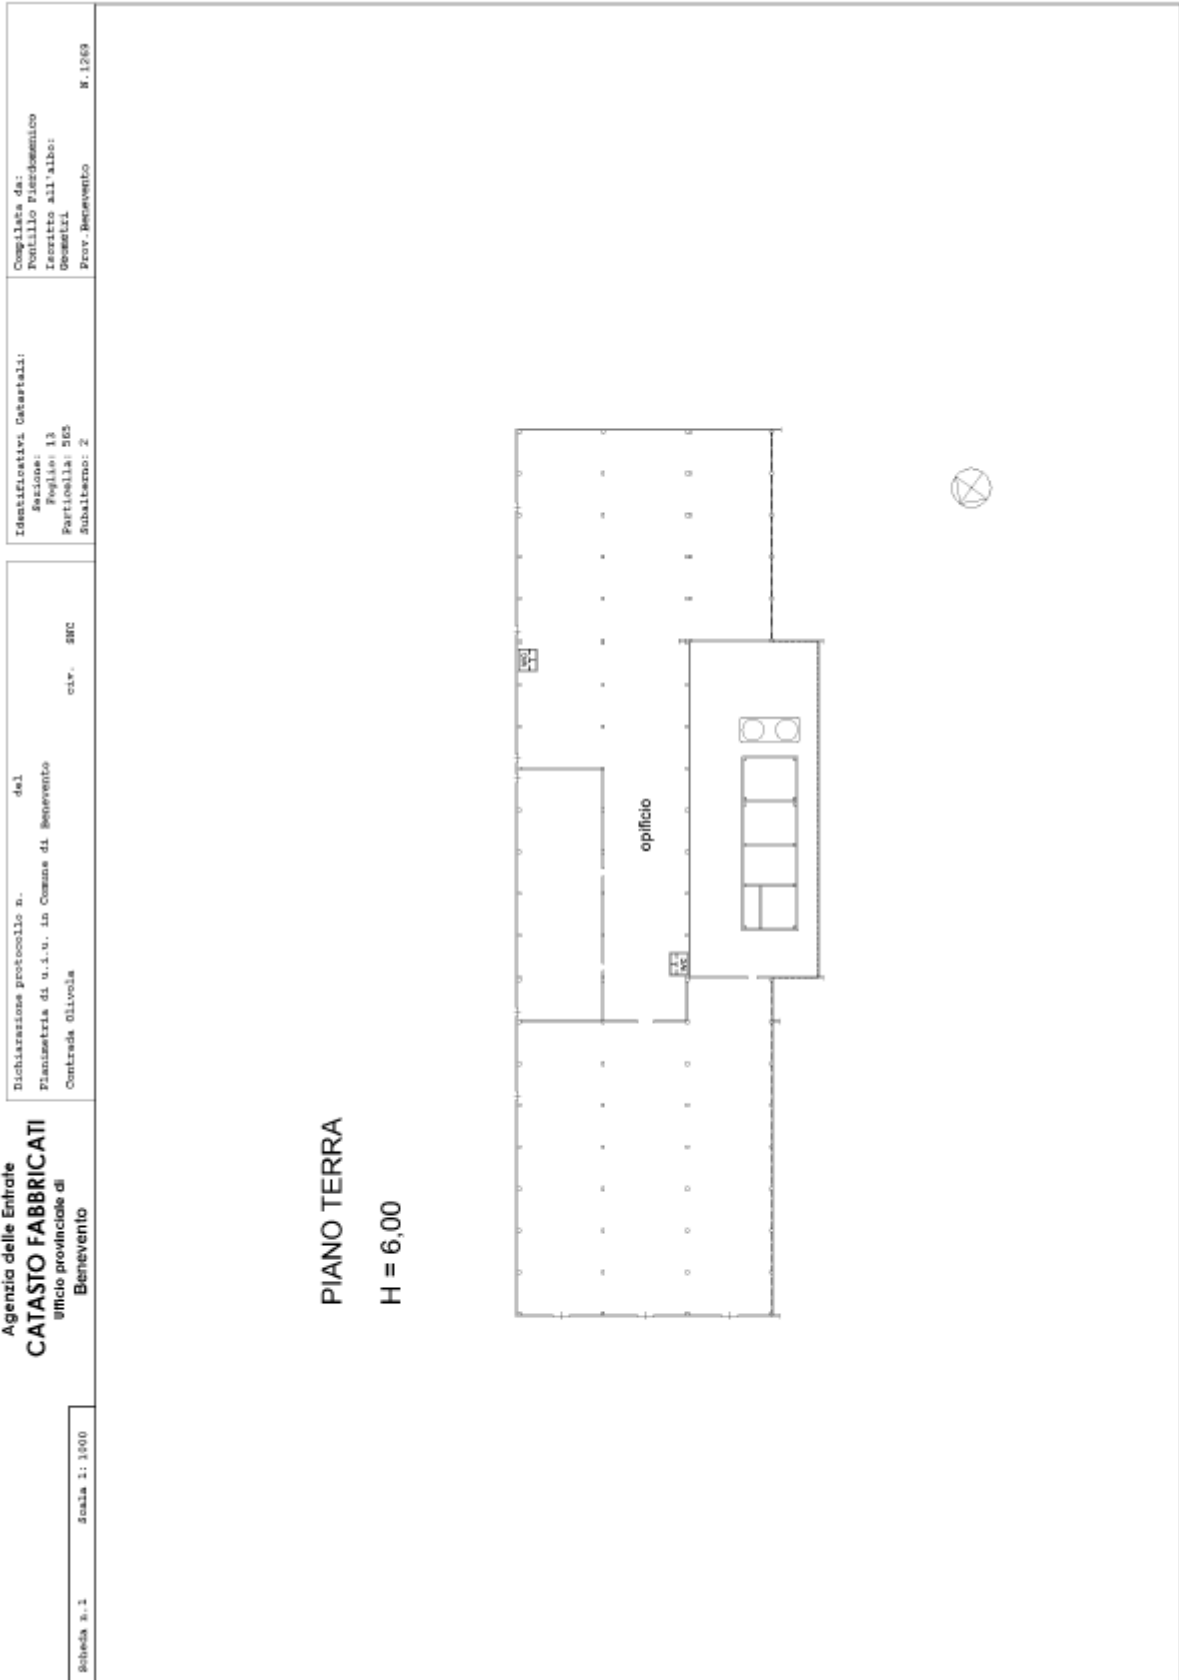 Agenzia delle Entrate
CATASTO FABBRICATI
Ufficio provinciale di
Benevento
Dichiarazione protocollo n. del
Planimetria di u.i.u. in Comune di Benevento
Contrada Olivola civ. SNC
Identificativi Catastali:
Sezione:
Foglio: 13
Particella: 565
Subalterno: 2
Compilata da:
Pontillo Pierdomenico
Iscritto all'albo:
Geometri
Prov. Benevento N. 1269
Scheda n. 1 Scala 1: 1000
PIANO TERRA
H = 6,00
opificio